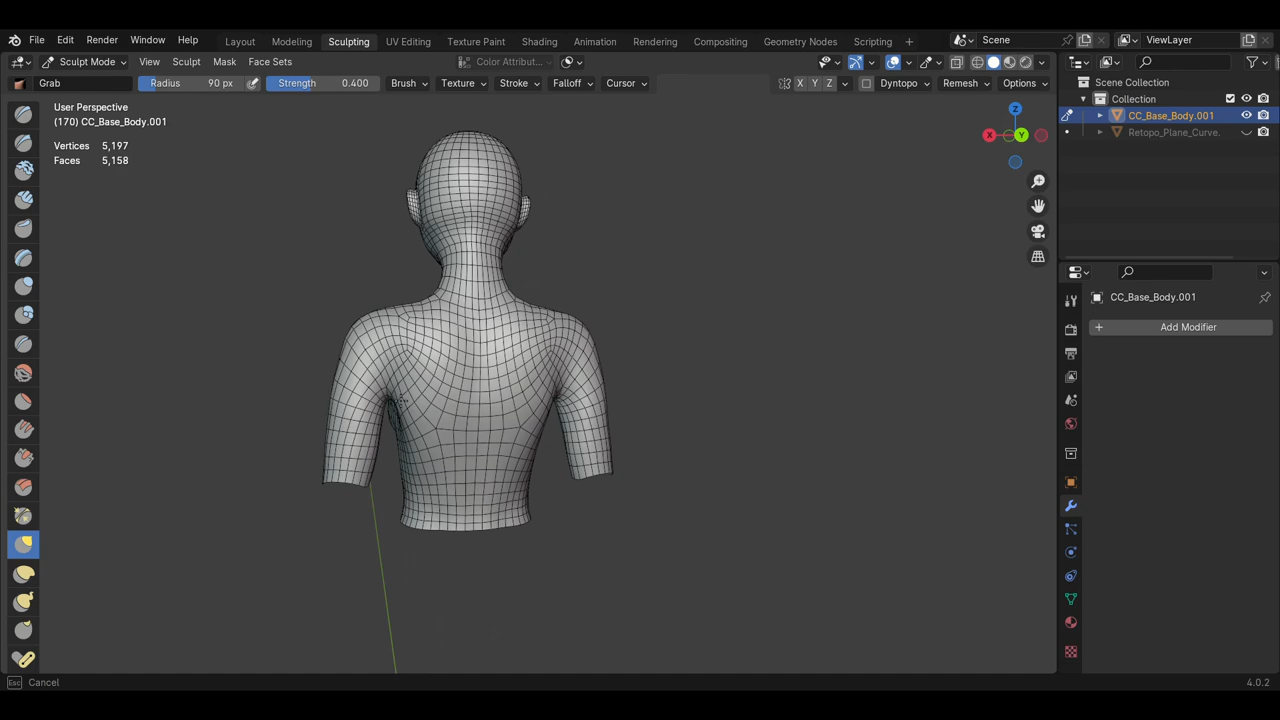 File Edit Render Window Help Layout Modeling Sculpting UV Editing Texture Paint Shading Animation Rendering Compositing Geometry Nodes Scripting + Scene ViewLayer
Sculpt Mode View Sculpt Mask Face Sets Color Attribut... Scene Collection
Grab Radius 90 px Strength 0.400 Brush Texture Stroke Falloff Cursor X Y Z Dyntopo Remesh Options Collection
User Perspective
(170) CC_Base_Body.001
Vertices 5,197
Faces 5,158
Z
X
Y
CC_Base_Body.001
Retopo_Plane_Curve.
CC_Base_Body.001
+ Add Modifier
Esc Cancel 4.0.2